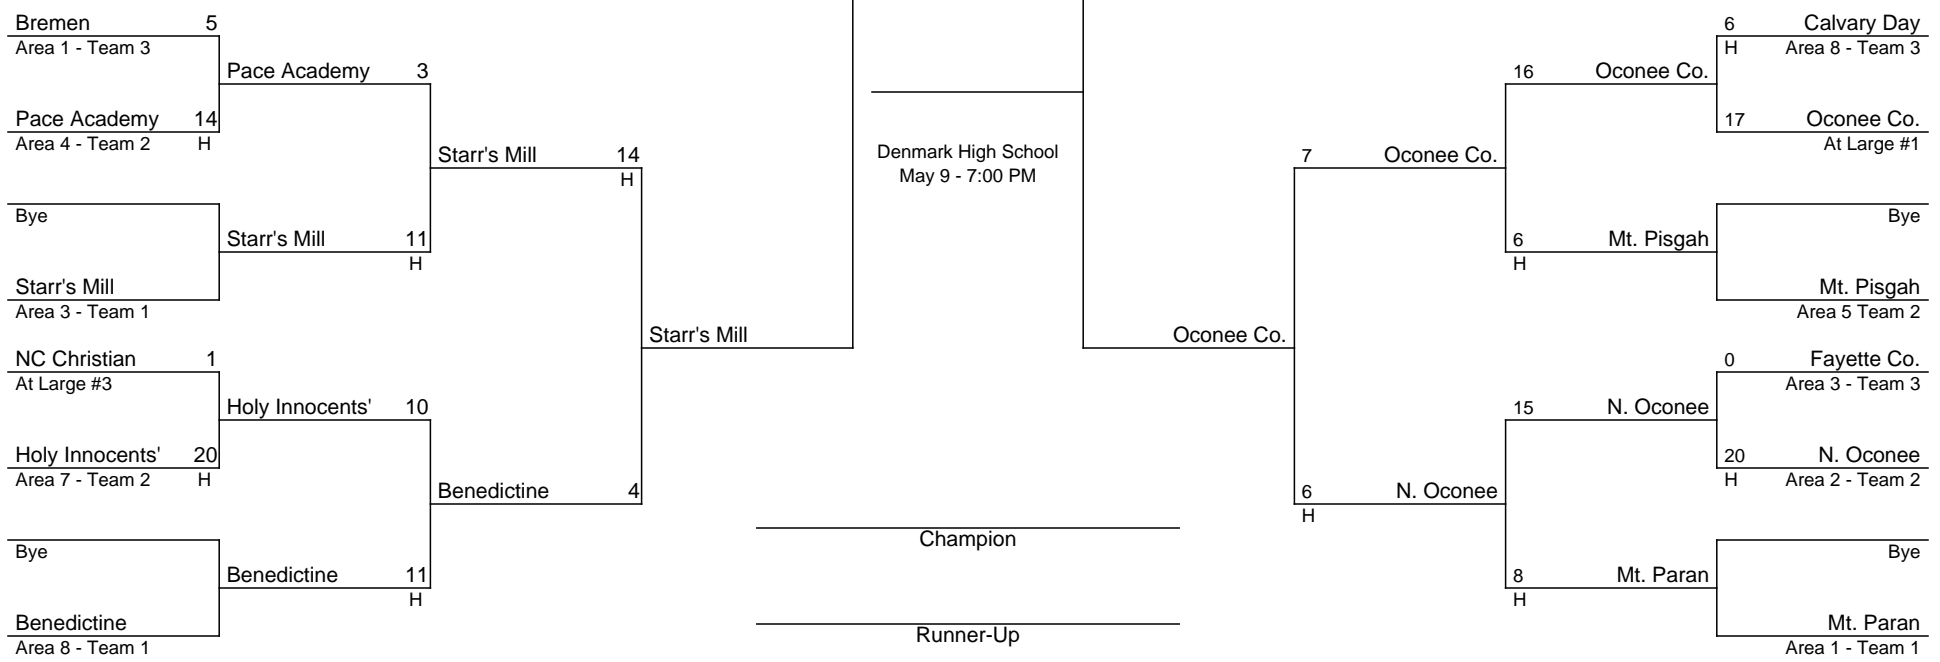 Bremen 5
Area 1 - Team 3
Pace Academy 3
Pace Academy 14
Area 4 - Team 2 H
Starr's Mill 14
H
Bye
Starr's Mill 11
H
Starr's Mill
Area 3 - Team 1
Starr's Mill
NC Christian 1
At Large #3
Holy Innocents' 10
Holy Innocents' 20
Area 7 - Team 2 H
Benedictine 4
Bye
Benedictine 11
H
Benedictine
Area 8 - Team 1
Denmark High School
May 9 - 7:00 PM
Champion
Runner-Up
6 Calvary Day
H Area 8 - Team 3
16 Oconee Co.
17 Oconee Co.
At Large #1
7 Oconee Co.
Bye
6 Mt. Pisgah
H
Mt. Pisgah
Area 5 Team 2
Oconee Co.
0 Fayette Co.
Area 3 - Team 3
15 N. Oconee
20 N. Oconee
H Area 2 - Team 2
6 N. Oconee
H
Bye
8 Mt. Paran
H
Mt. Paran
Area 1 - Team 1